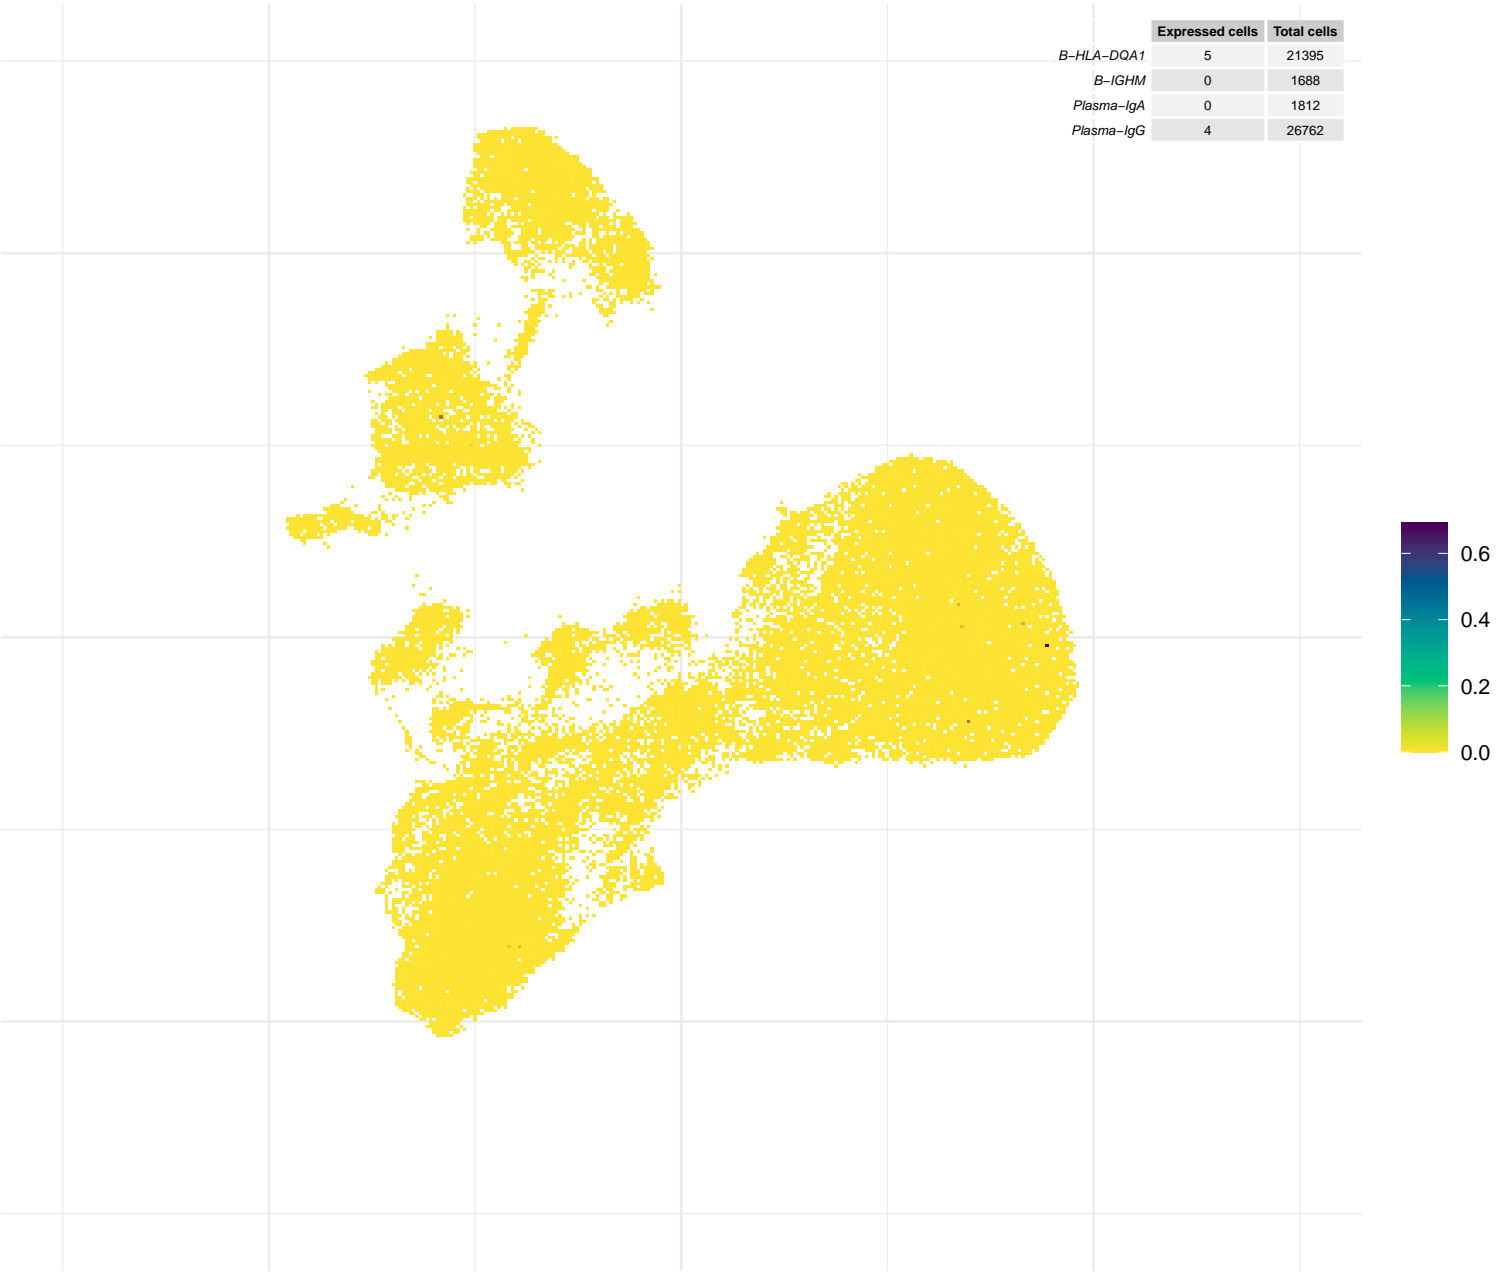 Expressed cells Total cells
B−HLA−DQA1 5 21395
B−IGHM 0 1688
Plasma−IgA 0 1812
Plasma−IgG 4 26762
0.6
0.4
0.2
0.0